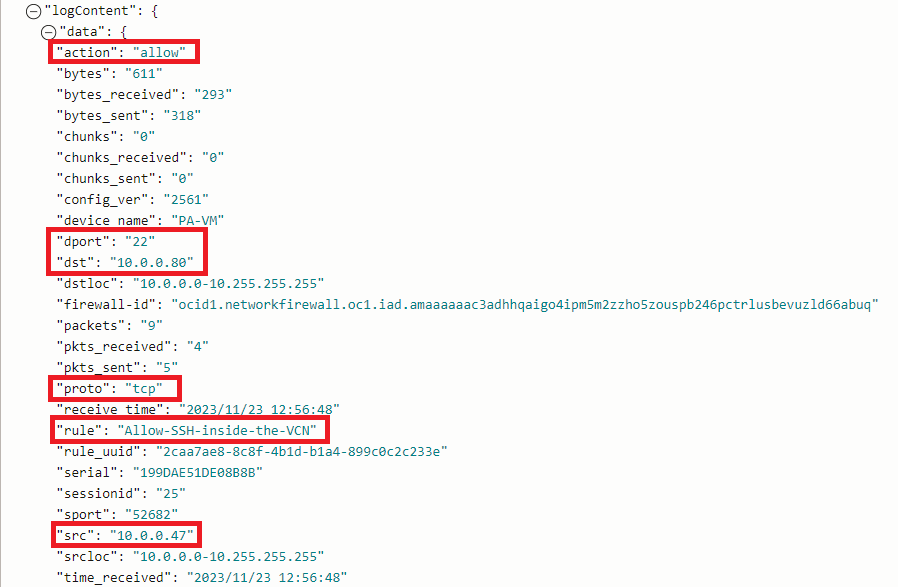 "logContent": {
"data": {
"action": "allow"
"bytes": "611"
"bytes_received": "293"
"bytes_sent": "318"
"chunks": "0"
"chunks_received": "0"
"chunks_sent": "0"
"config_ver": "2561"
"device_name": "PA-VM"
"dport": "22"
"dst": "10.0.0.80"
"dstloc": "10.0.0.0-10.255.255.255"
"firewall-id": "ocid1.networkfirewall.oc1.iad.amaaaaaac3adhhqaigo4ipm5m2zzho5zouspb246pctrlusbevuzld66abuq"
"packets": "9"
"pkts_received": "4"
"pkts_sent": "5"
"proto": "tcp"
"receive_time": "2023/11/23 12:56:48"
"rule": "Allow-SSH-inside-the-VCN"
"rule_uuid": "2caa7ae8-8c8f-4b1d-b1a4-899c0c2c233e"
"serial": "199DAE51DE08B8B"
"sessionid": "25"
"sport": "52682"
"src": "10.0.0.47"
"srcloc": "10.0.0.0-10.255.255.255"
"time_received": "2023/11/23 12:56:48"